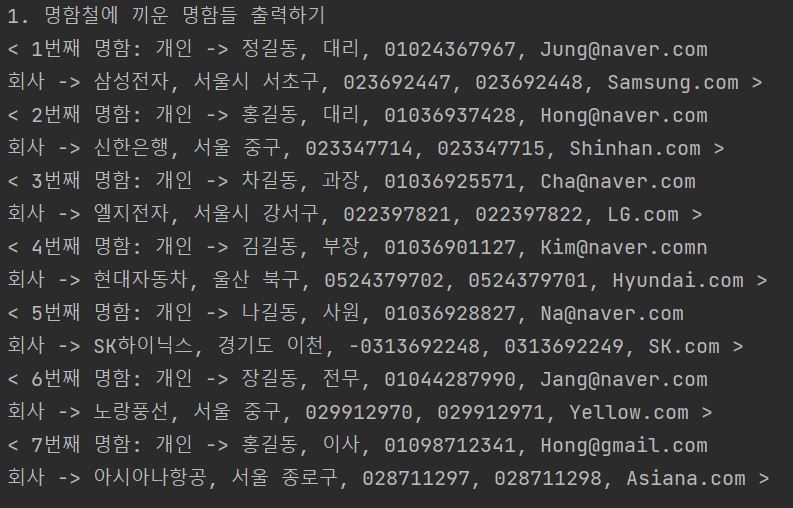 1. 명함철에 끼운 명함들 출력하기
< 1번째 명함: 개인 -> 정길동, 대리, 01024367967, Jung@naver.com
회사 -> 삼성전자, 서울시 서초구, 023692447, 023692448, Samsung.com >
< 2번째 명함: 개인 -> 홍길동, 대리, 01036937428, Hong@naver.com
회사 -> 신한은행, 서울 중구, 023347714, 023347715, Shinhan.com >
< 3번째 명함: 개인 -> 차길동, 과장, 01036925571, Cha@naver.com
회사 -> 엘지전자, 서울시 강서구, 022397821, 022397822, LG.com >
< 4번째 명함: 개인 -> 김길동, 부장, 01036901127, Kim@naver.comn
회사 -> 현대자동차, 울산 북구, 0524379702, 0524379701, Hyundai.com >
< 5번째 명함: 개인 -> 나길동, 사원, 01036928827, Na@naver.com
회사 -> SK하이닉스, 경기도 이천, -0313692248, 0313692249, SK.com >
< 6번째 명함: 개인 -> 장길동, 전무, 01044287990, Jang@naver.com
회사 -> 노랑풍선, 서울 중구, 029912970, 029912971, Yellow.com >
< 7번째 명함: 개인 -> 홍길동, 이사, 01098712341, Hong@gmail.com
회사 -> 아시아나항공, 서울 종로구, 028711297, 028711298, Asiana.com >